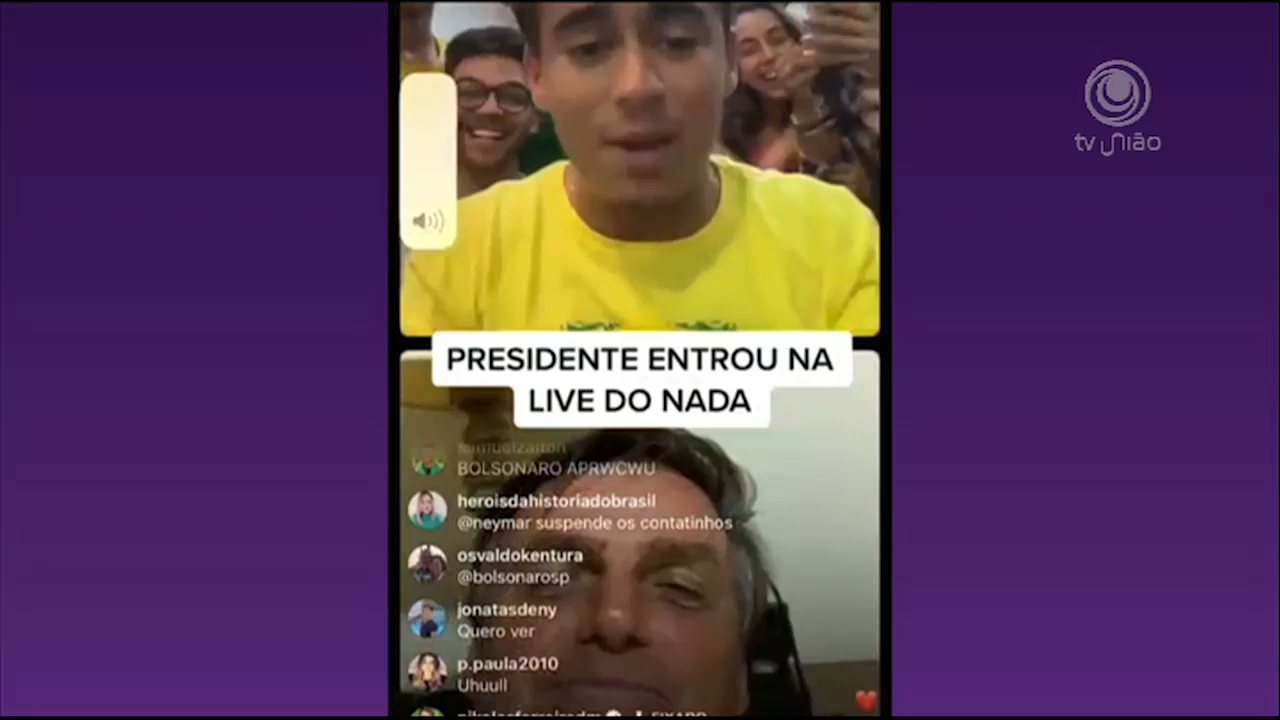 tv União
PRESIDENTE ENTROU NA
LIVE DO NADA
BOLSONARO APRWCWU
heroisdahistoriadobrasil
@neymar suspende os contatinhos
osvaldokentura
@bolsonarosp
jonatasdeny
Quero ver
p.paula2010
Uhuull